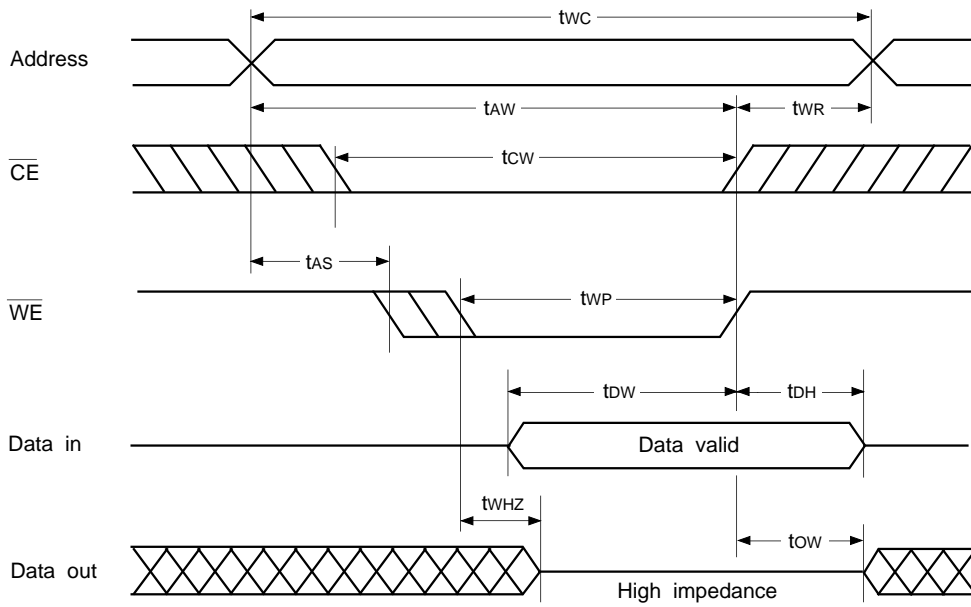 tWC
Address
tAW
tWR
CE
tCW
tAS
WE
tWP
tDW
tDH
Data in
Data valid
tWHZ
tOW
Data out
High impedance